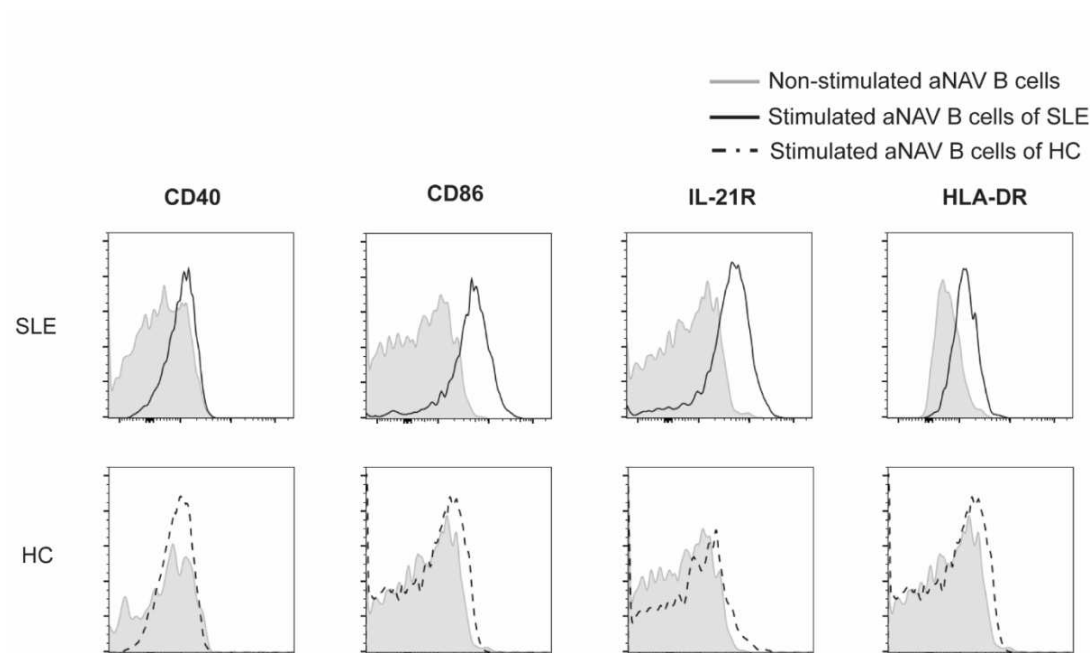 Non-stimulated aNAV B cells
Stimulated aNAV B cells of SLE
Stimulated aNAV B cells of HC
CD40 CD86 IL-21R HLA-DR
SLE
HC